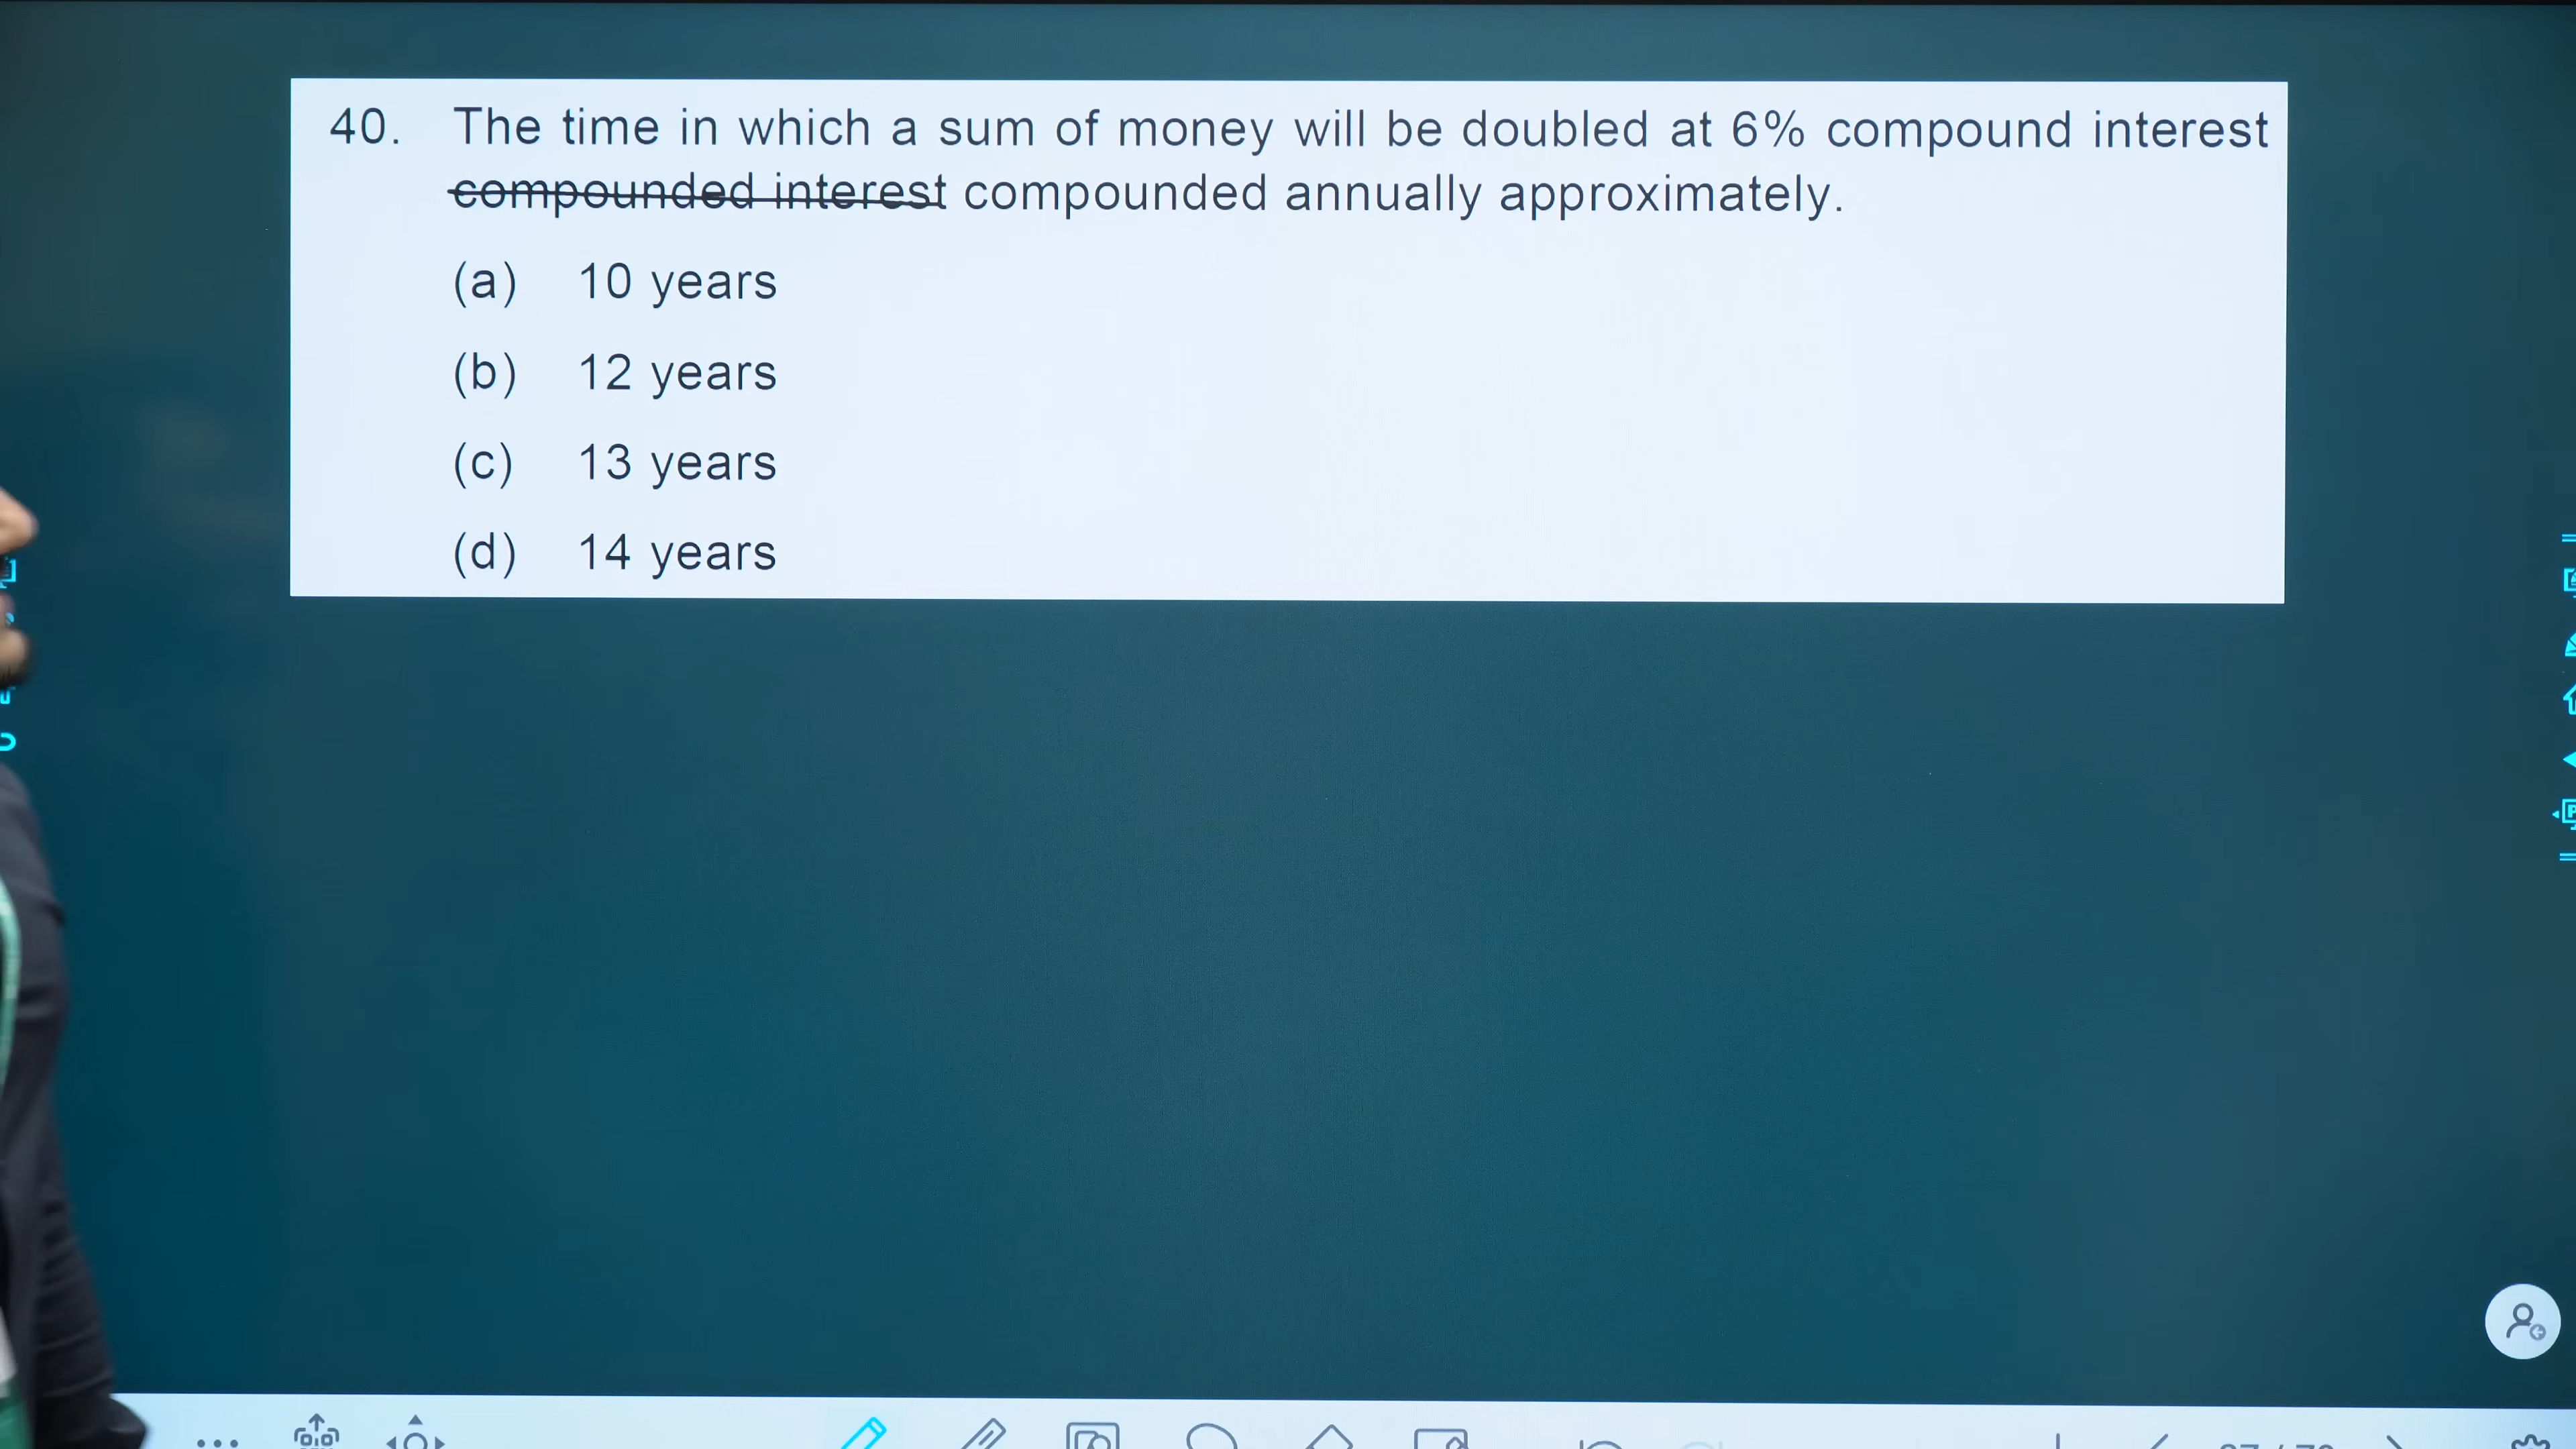 40. The time in which a sum of money will be doubled at 6% compound interest
compounded interest compounded annually approximately.
(a) 10 years
(b) 12 years
(c) 13 years
(d) 14 years